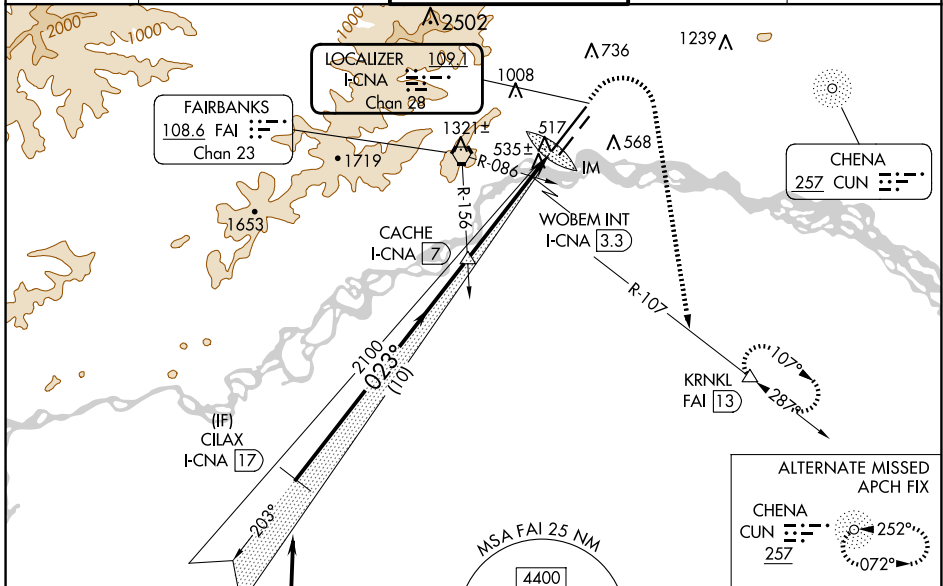 2000
1000
2502
1000
LOCALIZER 109.1
I-CNA
Chan 28
736
1239
1008
FAIRBANKS
108.6 FAI
Chan 23
1321±
517
535±
568
IM
R-086
1719
R-156
CHENA
257 CUN
1653
CACHE
I-CNA 7
WOBEM INT
I-CNA 3.3
R-107
2100
023°
(10)
KRNKL
FAI 13
107°
287°
(IF)
CILAX
I-CNA 17
203°
MSA FAI 25 NM
4400
ALTERNATE MISSED
APCH FIX
CHENA
CUN
257
252°
072°